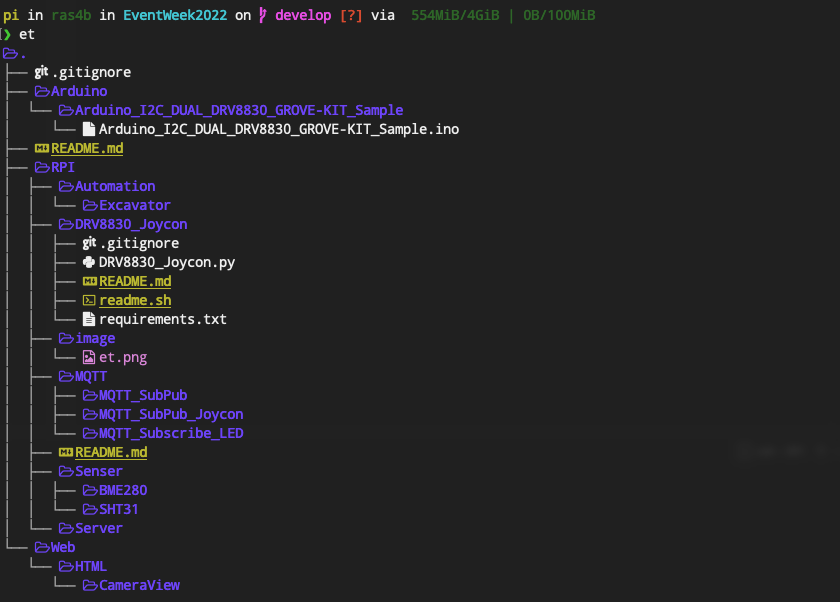 pi in ras4b in EventWeek2022 on develop [?] via 554MiB/4GiB | 0B/100MiB
❯ et
.
├── git .gitignore
├── Arduino
│   └── Arduino_I2C_DUAL_DRV8830_GROVE-KIT_Sample
│       └── Arduino_I2C_DUAL_DRV8830_GROVE-KIT_Sample.ino
├── README.md
├── RPI
│   ├── Automation
│   │   └── Excavator
│   ├── DRV8830_Joycon
│   │   ├── git .gitignore
│   │   ├── DRV8830_Joycon.py
│   │   ├── README.md
│   │   ├── readme.sh
│   │   └── requirements.txt
│   ├── image
│   │   └── et.png
│   ├── MQTT
│   │   ├── MQTT_SubPub
│   │   ├── MQTT_SubPub_Joycon
│   │   └── MQTT_Subscribe_LED
│   ├── README.md
│   ├── Senser
│   │   ├── BME280
│   │   └── SHT31
│   └── Server
└── Web
    └── HTML
        └── CameraView